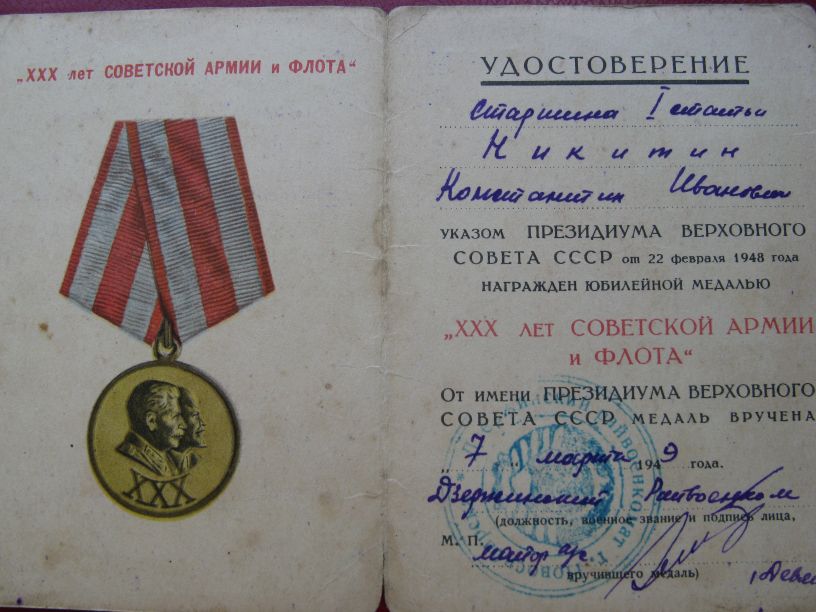 „XXX лет СОВЕТСКОЙ АРМИИ и ФЛОТА“
XXX
УДОСТОВЕРЕНИЕ
Старшина I статьи
Никитин
Константин Иванович
УКАЗОМ ПРЕЗИДИУМА ВЕРХОВНОГО
СОВЕТА СССР от 22 февраля 1948 года
НАГРАЖДЕН ЮБИЛЕЙНОЙ МЕДАЛЬЮ
„XXX ЛЕТ СОВЕТСКОЙ АРМИИ
и ФЛОТА“
От имени ПРЕЗИДИУМА ВЕРХОВНОГО
СОВЕТА СССР МЕДАЛЬ ВРУЧЕНА
„7“ марта 1949 года.
Дзержинский Райвоенком
(должность, военное звание и подпись лица,
М. П.
майор а/с
вручившего медаль)